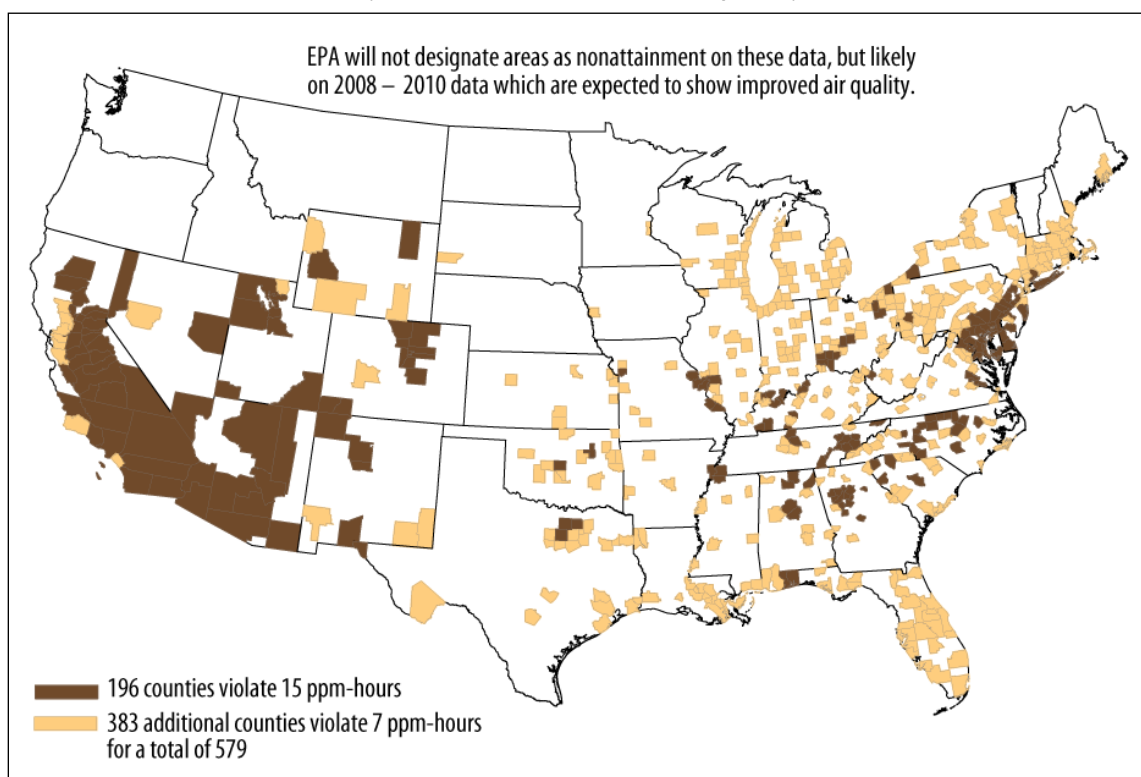 EPA will not designate areas as nonattainment on these data, but likely
on 2008 – 2010 data which are expected to show improved air quality.
196 counties violate 15 ppm-hours
383 additional counties violate 7 ppm-hours
for a total of 579